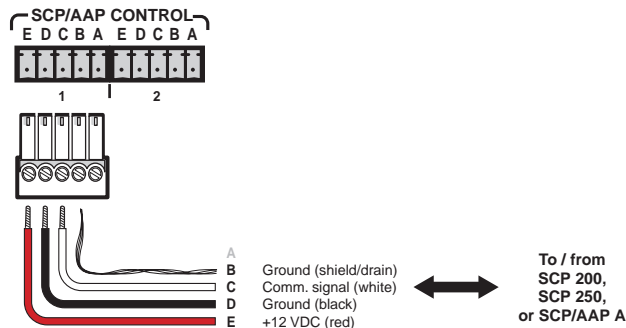 SCP/AAP CONTROL
E D C B A E D C B A
1 2
A
B Ground (shield/drain)
C Comm. signal (white)
D Ground (black)
E +12 VDC (red)
To / from
SCP 200,
SCP 250,
or SCP/AAP A